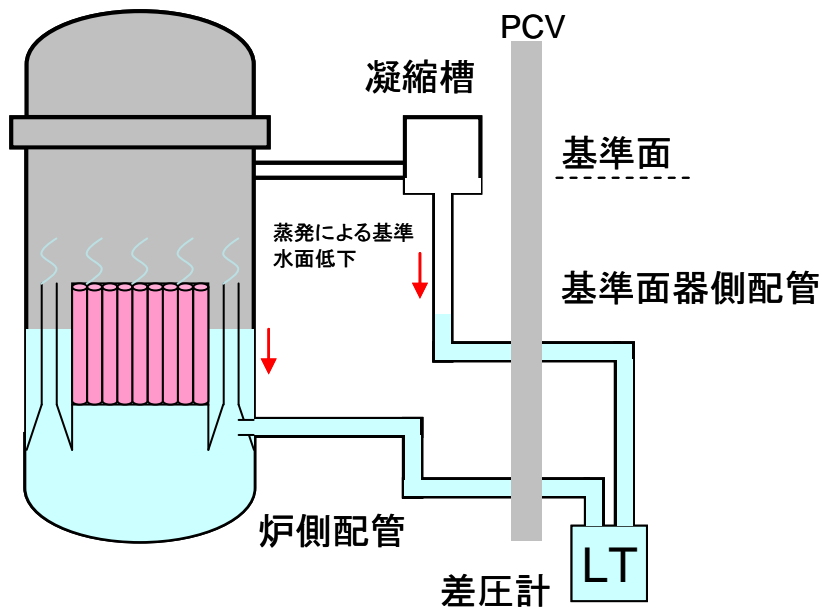 PCV
凝縮槽
基準面
蒸発による基準
水面低下
基準面器側配管
炉側配管
差圧計
LT